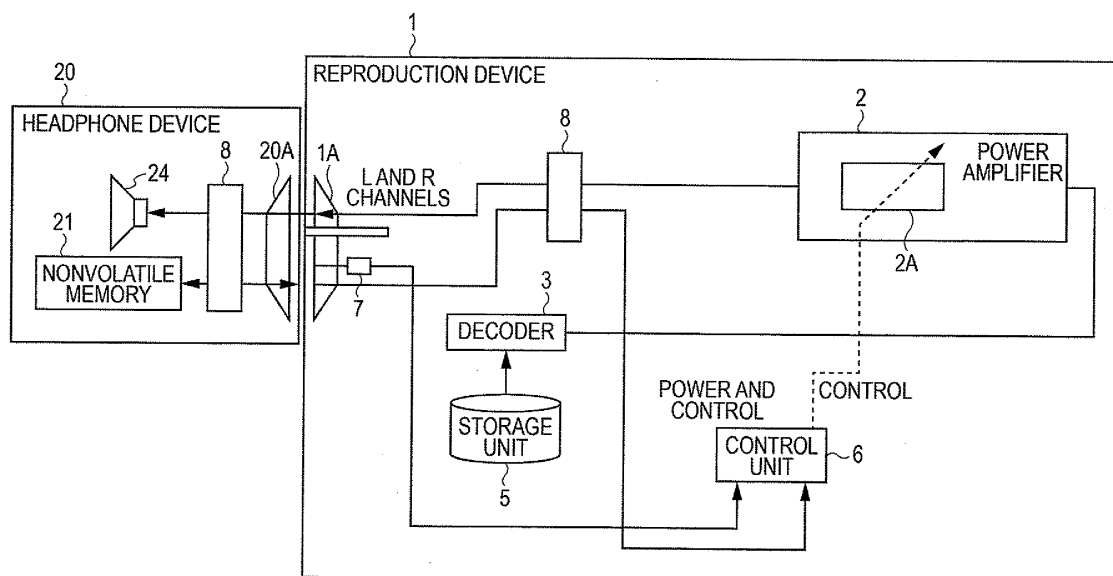 1
REPRODUCTION DEVICE
20
HEADPHONE DEVICE
24
8
20A
1A
L AND R
CHANNELS
8
2
POWER
AMPLIFIER
2A
21
NONVOLATILE
MEMORY
7
3
DECODER
STORAGE
UNIT
5
POWER AND
CONTROL
CONTROL
CONTROL
UNIT
6